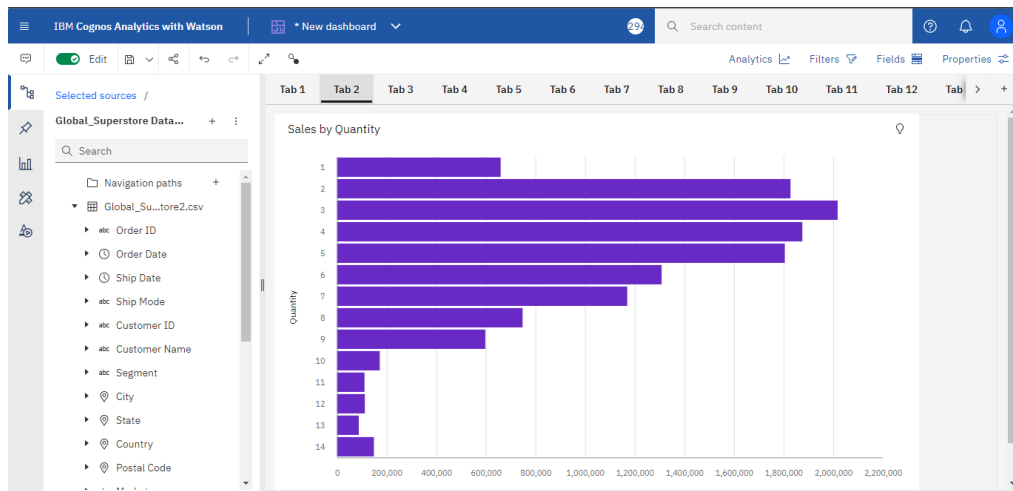 IBM Cognos Analytics with Watson
* New dashboard
294
Search content
Edit
Analytics
Filters
Fields
Properties
Selected sources /
Global_Superstore Data...
Search
Navigation paths
Global_Su...tore2.csv
abc Order ID
Order Date
Ship Date
abc Ship Mode
abc Customer ID
abc Customer Name
abc Segment
City
State
Country
Postal Code
Tab 1 Tab 2 Tab 3 Tab 4 Tab 5 Tab 6 Tab 7 Tab 8 Tab 9 Tab 10 Tab 11 Tab 12 Tab
Sales by Quantity
Quantity
1
2
3
4
5
6
7
8
9
10
11
12
13
14
0 200,000 400,000 600,000 800,000 1,000,000 1,200,000 1,400,000 1,600,000 1,800,000 2,000,000 2,200,000